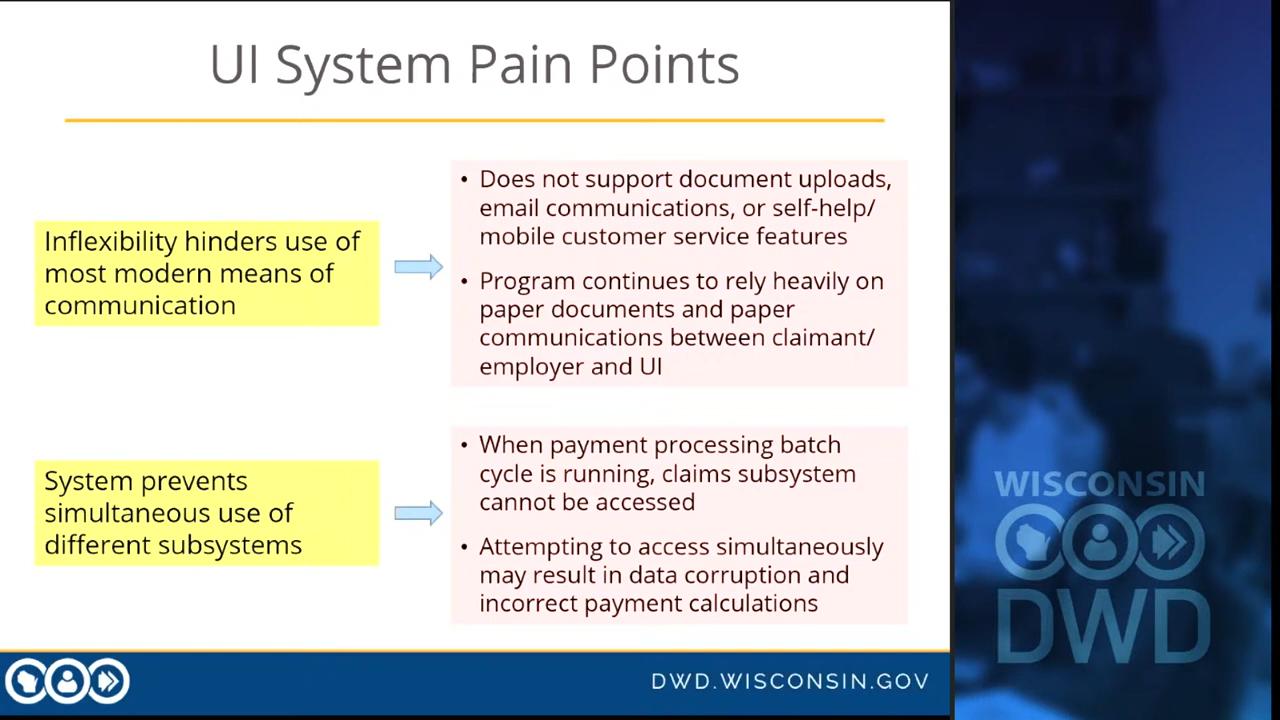 UI System Pain Points
Inflexibility hinders use of
most modern means of
communication
• Does not support document uploads,
email communications, or self-help/
mobile customer service features
• Program continues to rely heavily on
paper documents and paper
communications between claimant/
employer and UI
System prevents
simultaneous use of
different subsystems
• When payment processing batch
cycle is running, claims subsystem
cannot be accessed
• Attempting to access simultaneously
may result in data corruption and
incorrect payment calculations
DWD.WISCONSIN.GOV
WISCONSIN
DWD